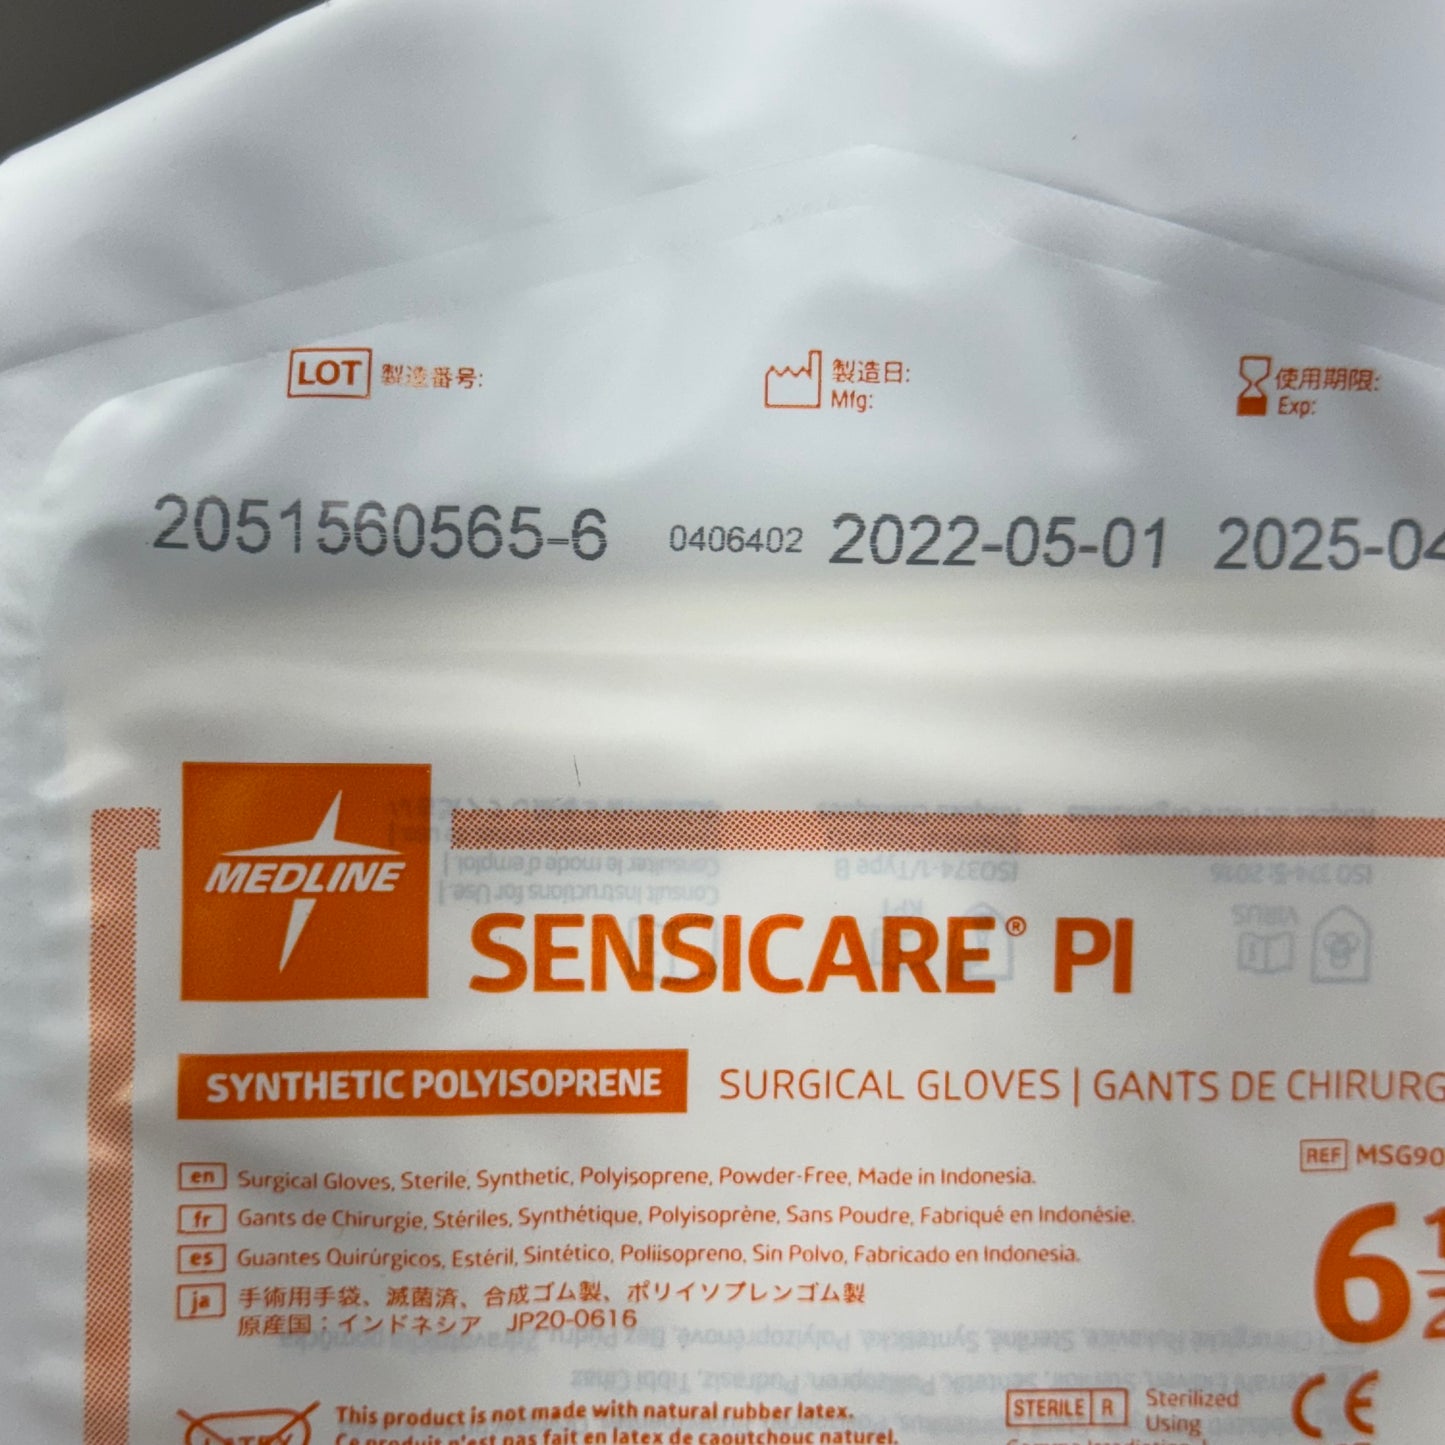 LOT 製造番号: 製造日: 使用期限:
Mfg: Exp:
2051560565-6 0406402 2022-05-01 2025-04
MEDLINE
SENSICARE® PI
SYNTHETIC POLYISOPRENE SURGICAL GLOVES | GANTS DE CHIRURG
REF MSG90
en Surgical Gloves, Sterile, Synthetic, Polyisoprene, Powder-Free, Made in Indonesia.
fr Gants de Chirurgie, Stériles, Synthétique, Polyisoprène, Sans Poudre, Fabriqué en Indonésie.
es Guantes Quirúrgicos, Estéril, Sintético, Poliisopreno, Sin Polvo, Fabricado en Indonesia.
ja 手術用手袋、滅菌済、合成ゴム製、ポリイソプレンゴム製
原産国：インドネシア JP20-0616
6 1/2
This product is not made with natural rubber latex.
Ce produit n'est pas fait en latex de caoutchouc naturel.
STERILE R Sterilized
Using
CE